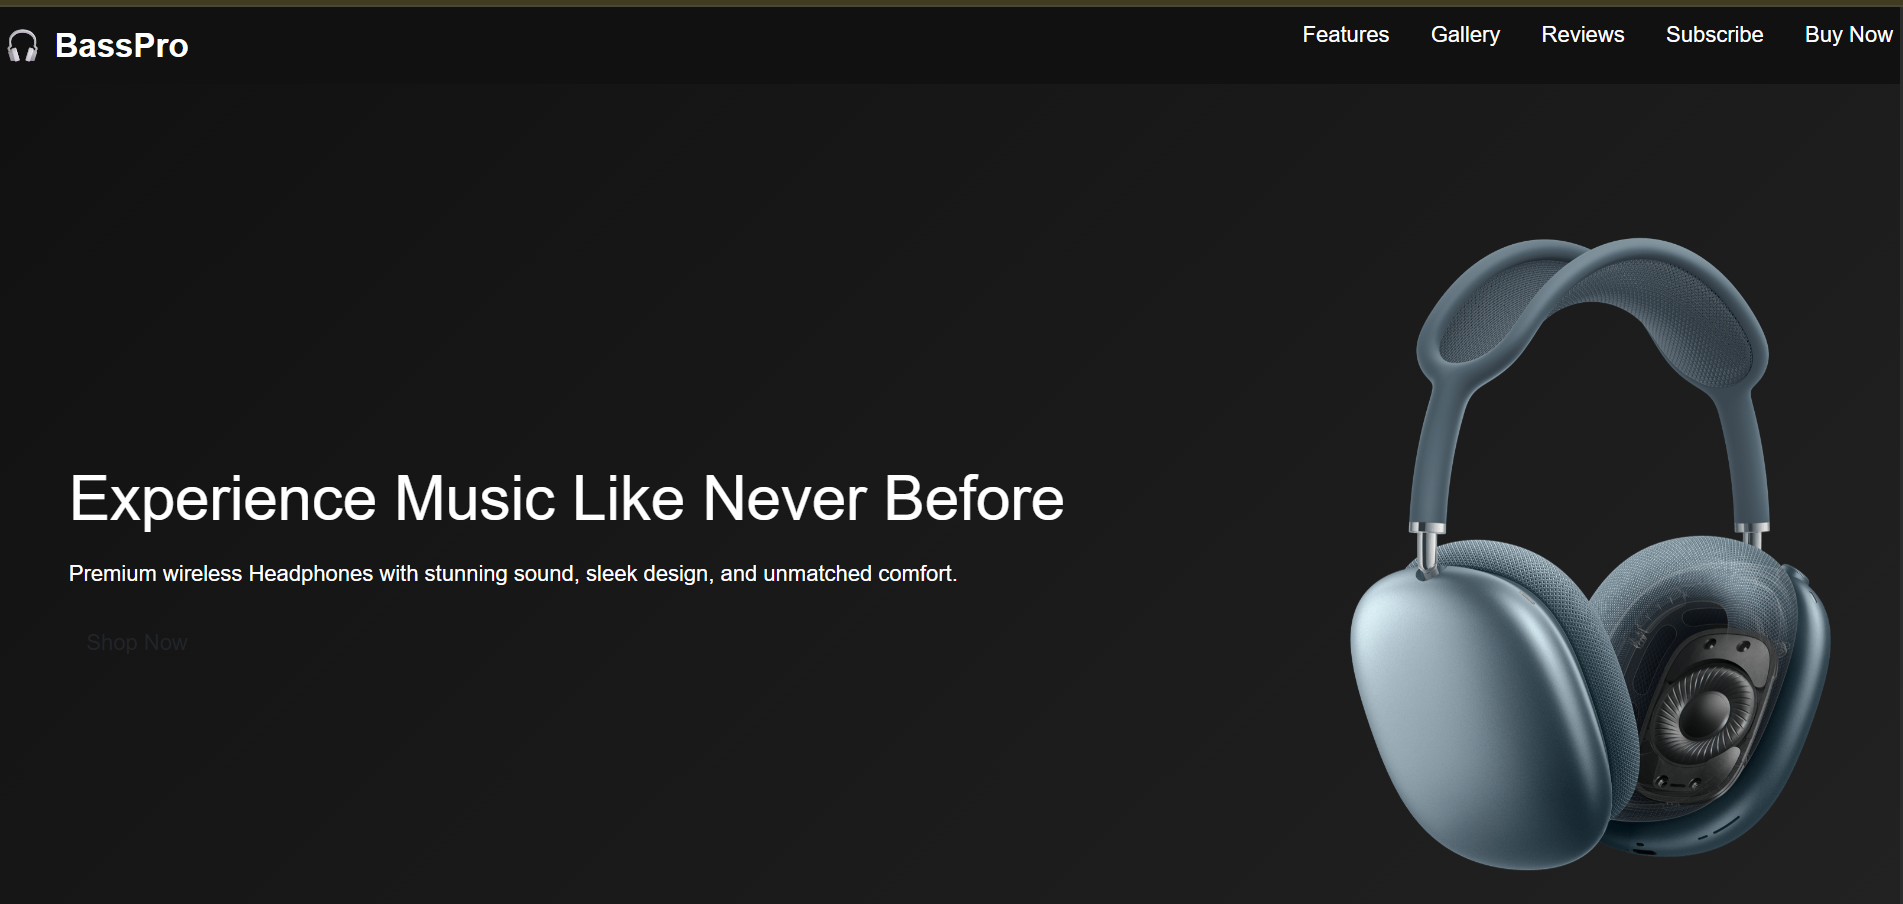 BassPro
Features Gallery Reviews Subscribe Buy Now
Experience Music Like Never Before
Premium wireless Headphones with stunning sound, sleek design, and unmatched comfort.
Shop Now